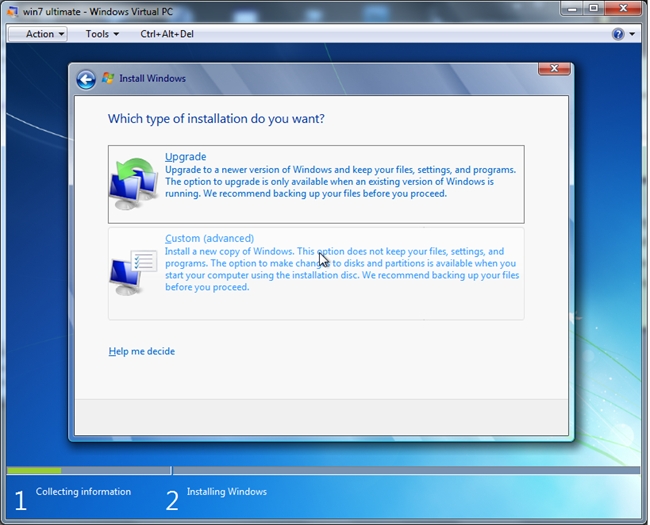 win7 ultimate - Windows Virtual PC
Action Tools Ctrl+Alt+Del
Install Windows
Which type of installation do you want?
Upgrade
Upgrade to a newer version of Windows and keep your files, settings, and programs.
The option to upgrade is only available when an existing version of Windows is
running. We recommend backing up your files before you proceed.
Custom (advanced)
Install a new copy of Windows. This option does not keep your files, settings, and
programs. The option to make changes to disks and partitions is available when you
start your computer using the installation disc. We recommend backing up your files
before you proceed.
Help me decide
1 Collecting information 2 Installing Windows